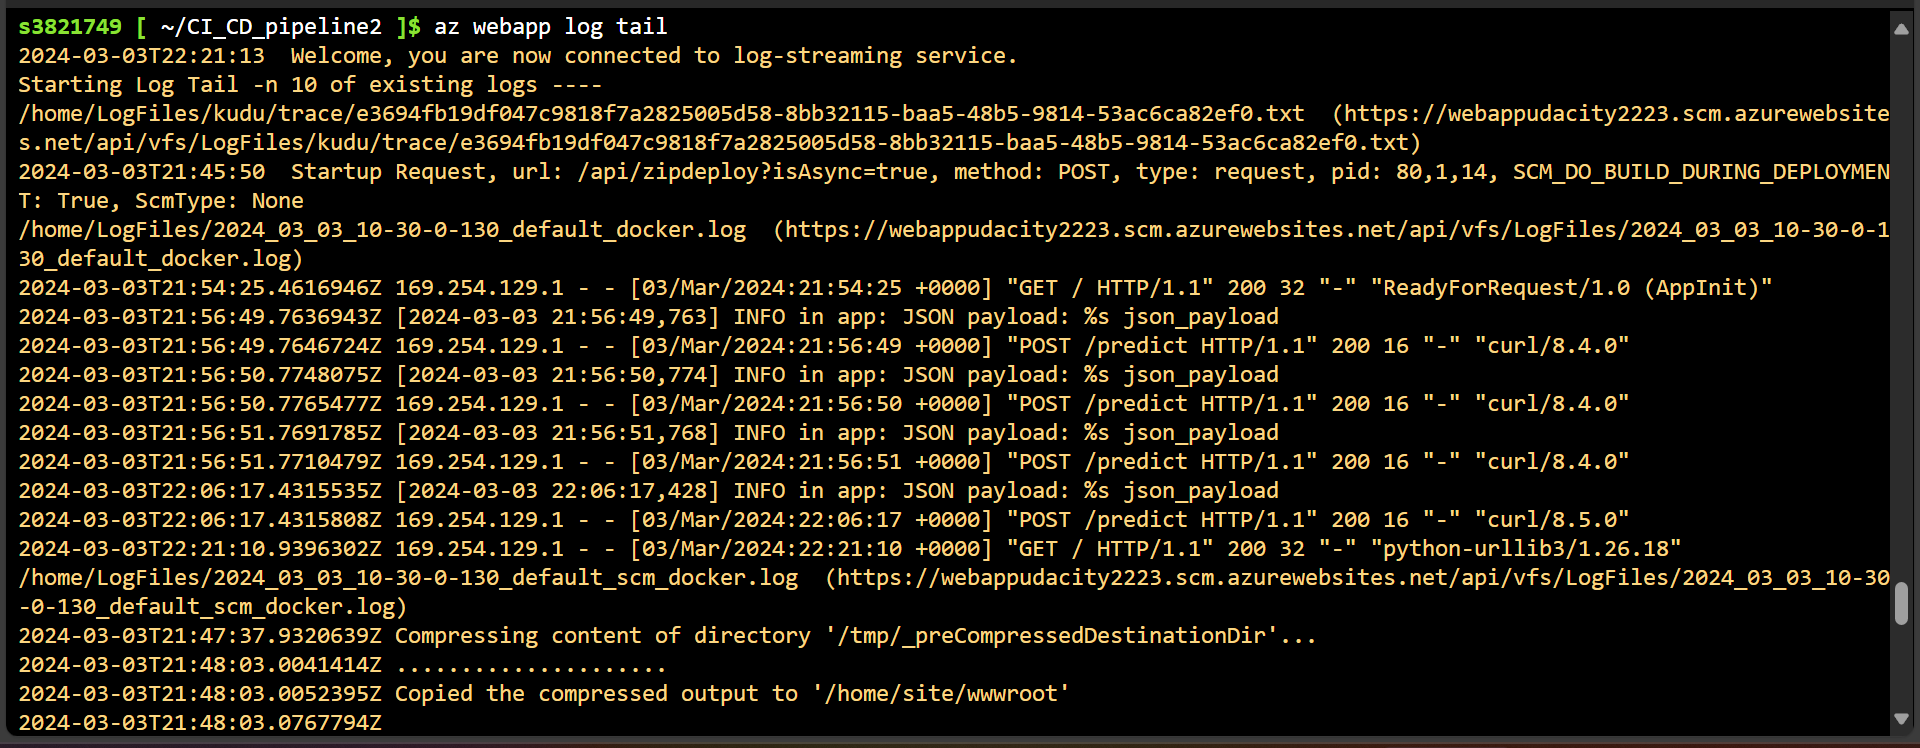 s3821749 [ ~/CI_CD_pipeline2 ]$ az webapp log tail
2024-03-03T22:21:13  Welcome, you are now connected to log-streaming service.
Starting Log Tail -n 10 of existing logs ----
/home/LogFiles/kudu/trace/e3694fb19df047c9818f7a2825005d58-8bb32115-baa5-48b5-9814-53ac6ca82ef0.txt  (https://webappudacity2223.scm.azurewebsite
s.net/api/vfs/LogFiles/kudu/trace/e3694fb19df047c9818f7a2825005d58-8bb32115-baa5-48b5-9814-53ac6ca82ef0.txt)
2024-03-03T21:45:50  Startup Request, url: /api/zipdeploy?isAsync=true, method: POST, type: request, pid: 80,1,14, SCM_DO_BUILD_DURING_DEPLOYMEN
T: True, ScmType: None
/home/LogFiles/2024_03_03_10-30-0-130_default_docker.log  (https://webappudacity2223.scm.azurewebsites.net/api/vfs/LogFiles/2024_03_03_10-30-0-1
30_default_docker.log)
2024-03-03T21:54:25.4616946Z 169.254.129.1 - - [03/Mar/2024:21:54:25 +0000] "GET / HTTP/1.1" 200 32 "-" "ReadyForRequest/1.0 (AppInit)"
2024-03-03T21:56:49.7636943Z [2024-03-03 21:56:49,763] INFO in app: JSON payload: %s json_payload
2024-03-03T21:56:49.7646724Z 169.254.129.1 - - [03/Mar/2024:21:56:49 +0000] "POST /predict HTTP/1.1" 200 16 "-" "curl/8.4.0"
2024-03-03T21:56:50.7748075Z [2024-03-03 21:56:50,774] INFO in app: JSON payload: %s json_payload
2024-03-03T21:56:50.7765477Z 169.254.129.1 - - [03/Mar/2024:21:56:50 +0000] "POST /predict HTTP/1.1" 200 16 "-" "curl/8.4.0"
2024-03-03T21:56:51.7691785Z [2024-03-03 21:56:51,768] INFO in app: JSON payload: %s json_payload
2024-03-03T21:56:51.7710479Z 169.254.129.1 - - [03/Mar/2024:21:56:51 +0000] "POST /predict HTTP/1.1" 200 16 "-" "curl/8.4.0"
2024-03-03T22:06:17.4315535Z [2024-03-03 22:06:17,428] INFO in app: JSON payload: %s json_payload
2024-03-03T22:06:17.4315808Z 169.254.129.1 - - [03/Mar/2024:22:06:17 +0000] "POST /predict HTTP/1.1" 200 16 "-" "curl/8.5.0"
2024-03-03T22:21:10.9396302Z 169.254.129.1 - - [03/Mar/2024:22:21:10 +0000] "GET / HTTP/1.1" 200 32 "-" "python-urllib3/1.26.18"
/home/LogFiles/2024_03_03_10-30-0-130_default_scm_docker.log  (https://webappudacity2223.scm.azurewebsites.net/api/vfs/LogFiles/2024_03_03_10-30
-0-130_default_scm_docker.log)
2024-03-03T21:47:37.9320639Z Compressing content of directory '/tmp/_preCompressedDestinationDir'...
2024-03-03T21:48:03.0041414Z .....................
2024-03-03T21:48:03.0052395Z Copied the compressed output to '/home/site/wwwroot'
2024-03-03T21:48:03.0767794Z